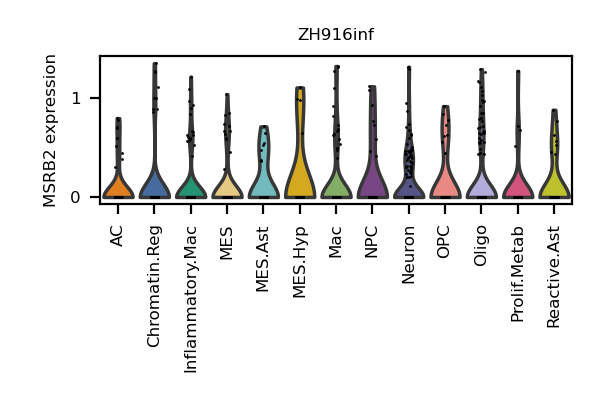 ZH916inf
MSRB2 expression
1
0
AC
Chromatin.Reg
Inflammatory.Mac
MES
MES.Ast
MES.Hyp
Mac
NPC
Neuron
OPC
Oligo
Prolif.Metab
Reactive.Ast